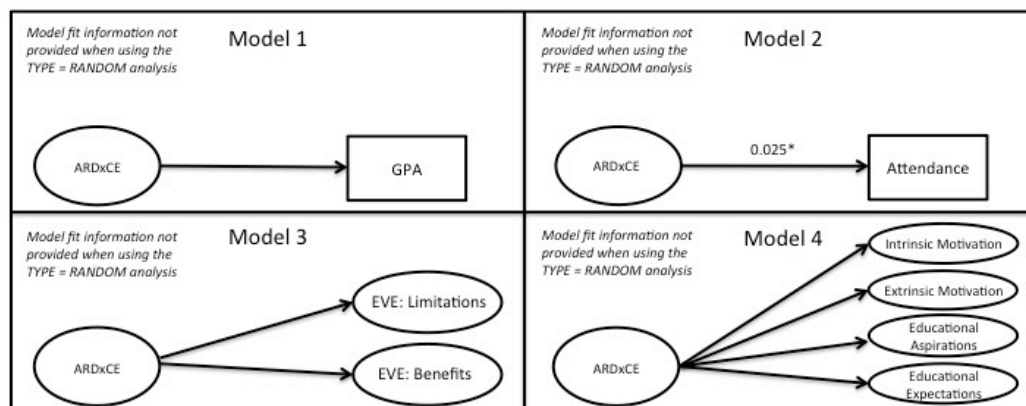 Model fit information not
provided when using the
TYPE = RANDOM analysis
Model 1
ARDxCE
GPA
Model fit information not
provided when using the
TYPE = RANDOM analysis
Model 2
ARDxCE
0.025*
Attendance
Model fit information not
provided when using the
TYPE = RANDOM analysis
Model 3
ARDxCE
EVE: Limitations
EVE: Benefits
Model fit information not
provided when using the
TYPE = RANDOM analysis
Model 4
ARDxCE
Intrinsic Motivation
Extrinsic Motivation
Educational
Aspirations
Educational
Expectations